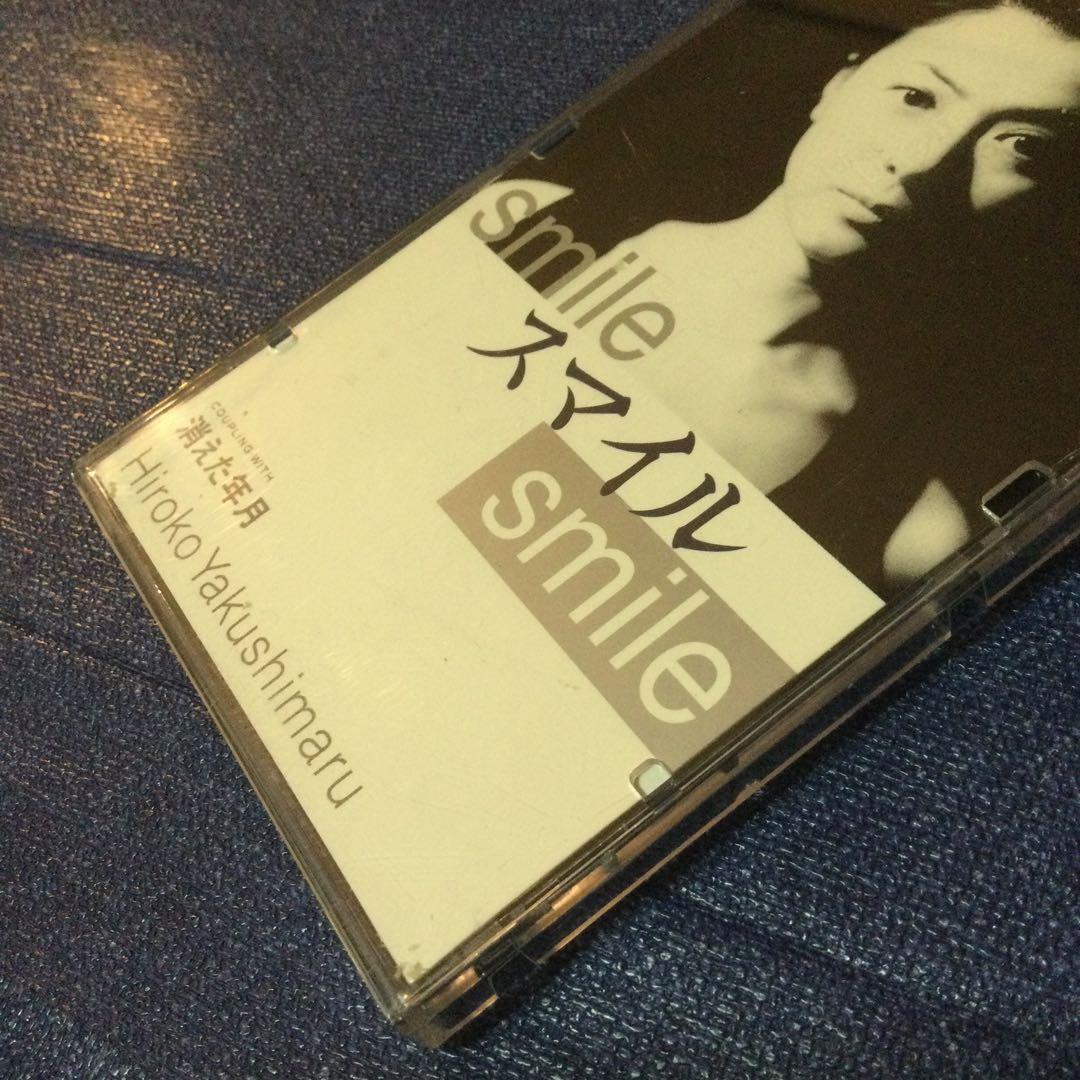 smile
スマイル
smile
COUPLING WITH
消えた年月
Hiroko Yakushimaru